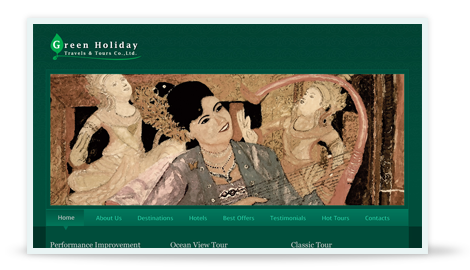 Green Holiday
Travels & Tours Co.,Ltd.
Home About Us Destinations Hotels Best Offers Testimonials Hot Tours Contacts
Performance Improvement Ocean View Tour Classic Tour